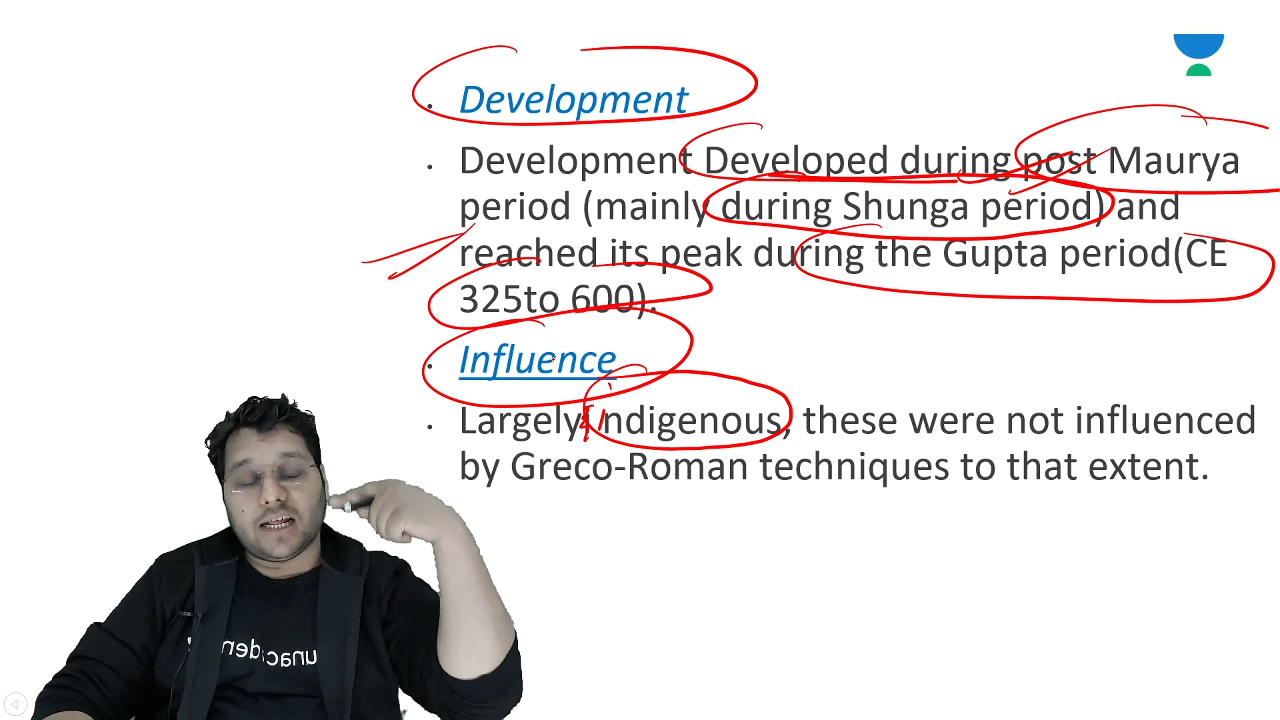 Development
Development Developed during post Maurya
period (mainly during Shunga period) and
reached its peak during the Gupta period(CE
325to 600).
Influence
Largely indigenous, these were not influenced
by Greco-Roman techniques to that extent.
unacadem